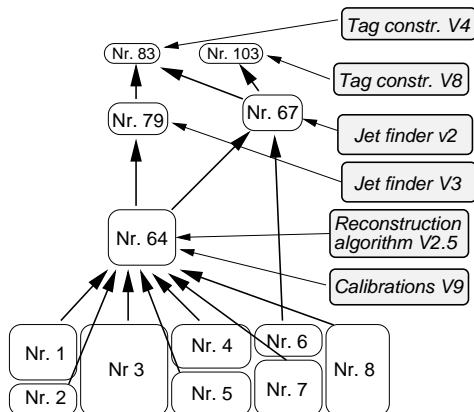 Tag constr. V4
Nr. 83
Nr. 103
Tag constr. V8
Nr. 67
Nr. 79
Jet finder v2
Jet finder V3
Nr. 64
Reconstruction
algorithm V2.5
Calibrations V9
Nr. 1
Nr. 2
Nr 3
Nr. 4
Nr. 5
Nr. 6
Nr. 7
Nr. 8